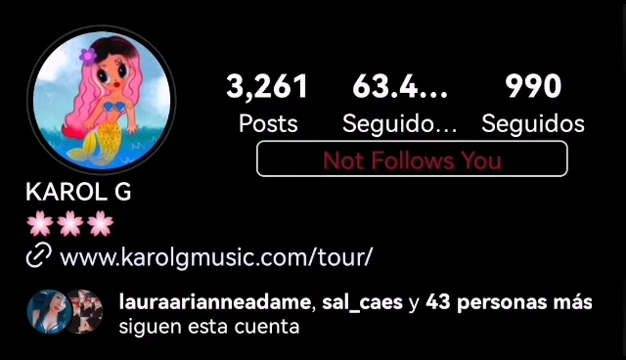 3,261 63.4... 990
Posts Seguido... Seguidos
Not Follows You
KAROL G
🌸🌸🌸
www.karolgmusic.com/tour/
lauraarianneadame, sal_caes y 43 personas más
siguen esta cuenta